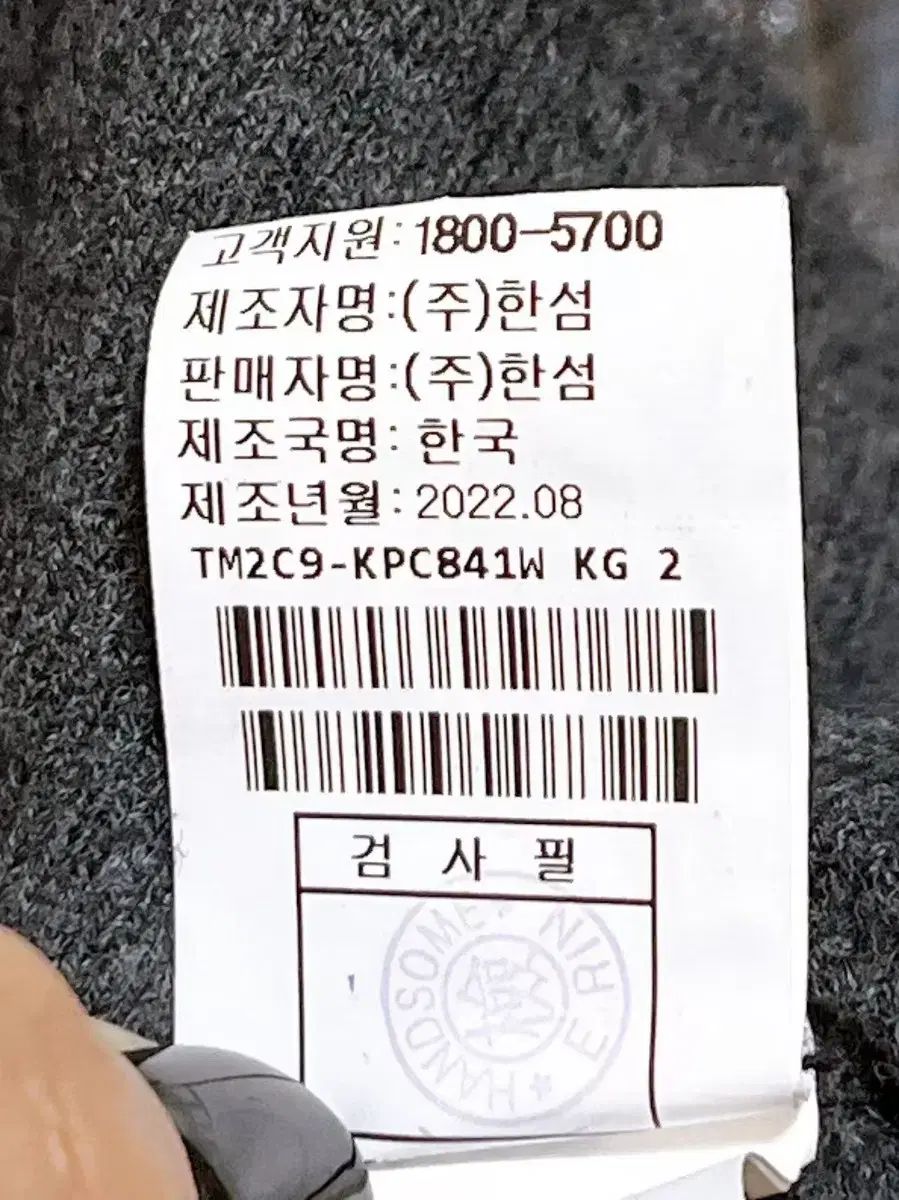 고객지원:1800-5700
제조자명:(주)한섬
판매자명:(주)한섬
제조국명: 한국
제조년월: 2022.08
TM2C9-KPC841W KG 2
검 사 필
HANDSOME